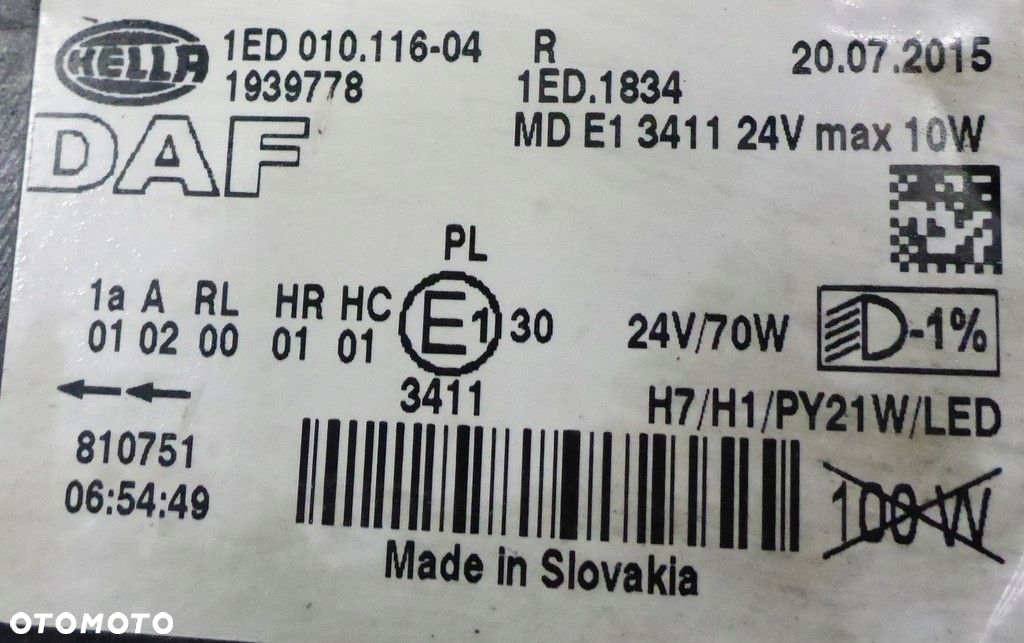 HELLA 1ED 010.116-04 R 20.07.2015
1939778 1ED.1834
DAF MD E1 3411 24V max 10W
PL
1a A RL HR HC E1 30 24V/70W D-1%
01 02 00 01 01
3411 H7/H1/PY21W/LED
810751
06:54:49 100 W
Made in Slovakia
OTOMOTO